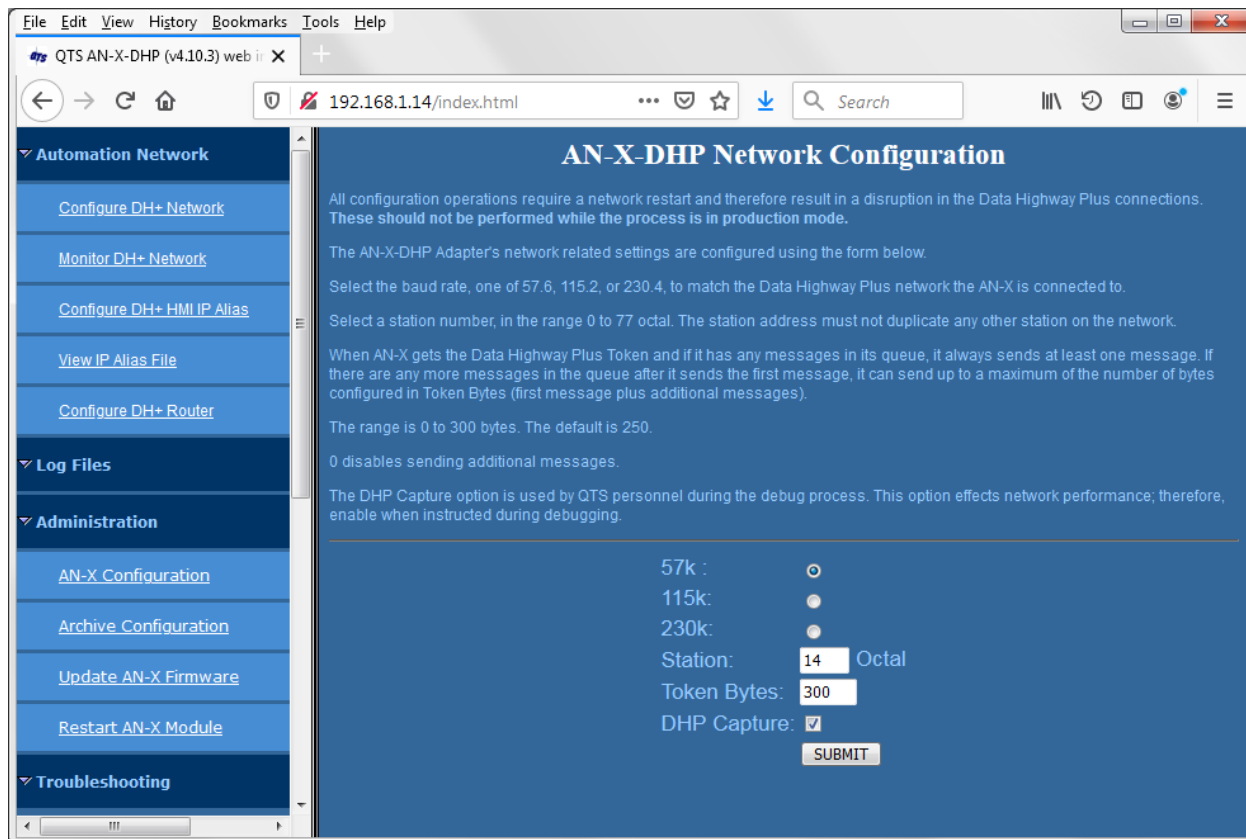 File Edit View History Bookmarks Tools Help
QTS AN-X-DHP (v4.10.3) web
192.168.1.14/index.html
Search
Automation Network
Configure DH+ Network
Monitor DH+ Network
Configure DH+ HMI IP Alias
View IP Alias File
Configure DH+ Router
Log Files
Administration
AN-X Configuration
Archive Configuration
Update AN-X Firmware
Restart AN-X Module
Troubleshooting
AN-X-DHP Network Configuration
All configuration operations require a network restart and therefore result in a disruption in the Data Highway Plus connections.
These should not be performed while the process is in production mode.
The AN-X-DHP Adapter's network related settings are configured using the form below.
Select the baud rate, one of 57.6, 115.2, or 230.4, to match the Data Highway Plus network the AN-X is connected to.
Select a station number, in the range 0 to 77 octal. The station address must not duplicate any other station on the network.
When AN-X gets the Data Highway Plus Token and if it has any messages in its queue, it always sends at least one message. If
there are any more messages in the queue after it sends the first message, it can send up to a maximum of the number of bytes
configured in Token Bytes (first message plus additional messages).
The range is 0 to 300 bytes. The default is 250.
0 disables sending additional messages.
The DHP Capture option is used by QTS personnel during the debug process. This option effects network performance; therefore,
enable when instructed during debugging.
57k :
115k:
230k:
Station: 14 Octal
Token Bytes: 300
DHP Capture:
SUBMIT